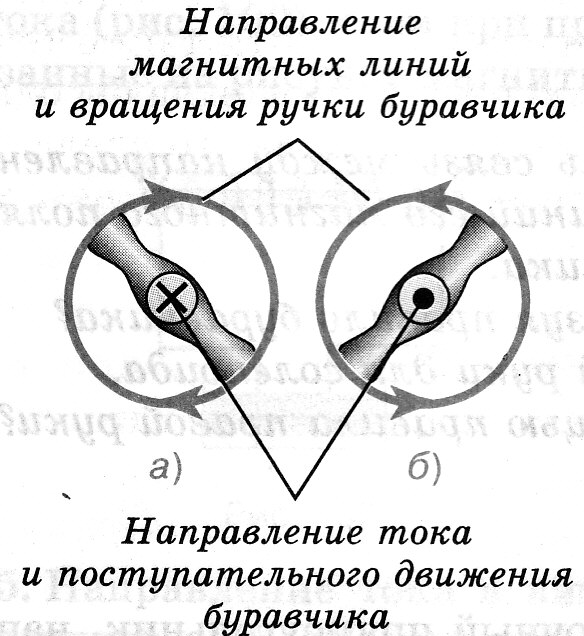 Направление
магнитных линий
и вращения ручки буравчика
а)
б)
Направление тока
и поступательного движения
буравчика